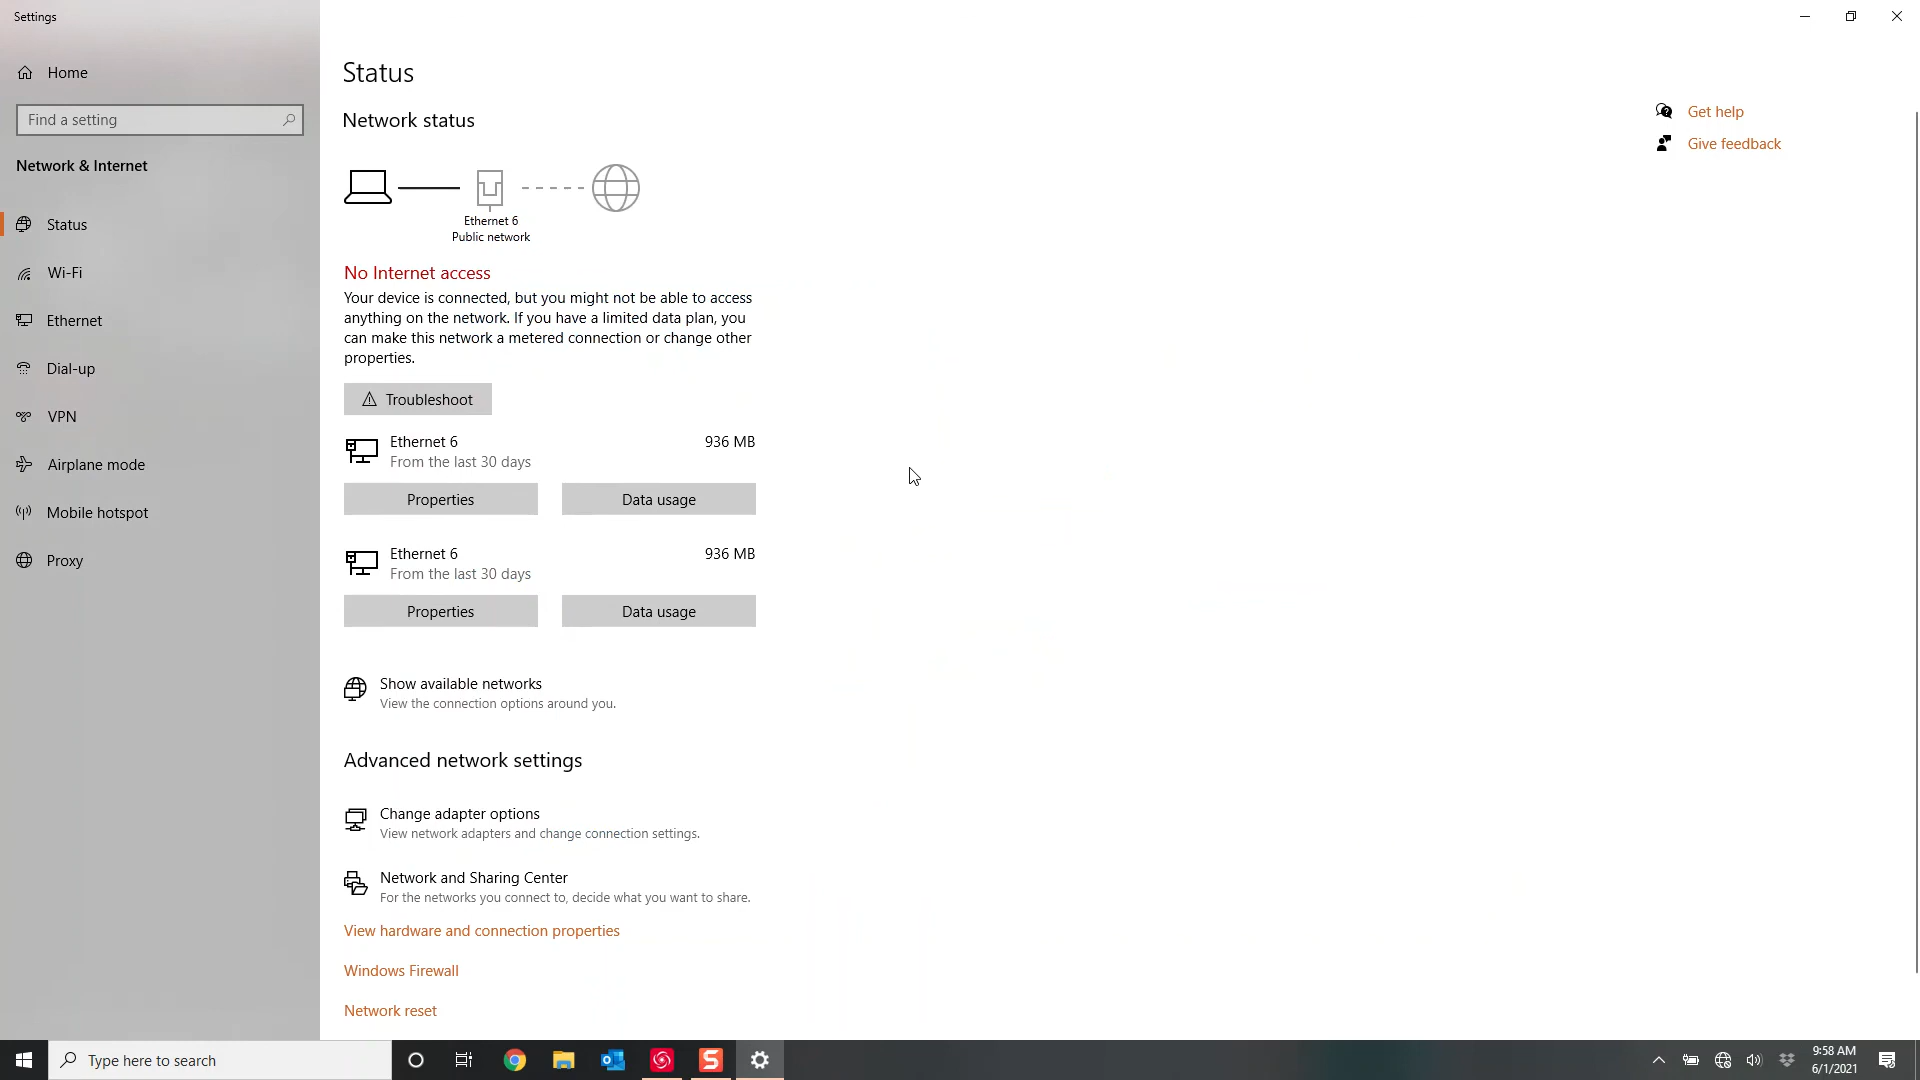 Settings
Home
Find a setting
Network & Internet
Status
Wi-Fi
Ethernet
Dial-up
VPN
Airplane mode
Mobile hotspot
Proxy
Status
Network status
Ethernet 6
Public network
No Internet access
Your device is connected, but you might not be able to access
anything on the network. If you have a limited data plan, you
can make this network a metered connection or change other
properties.
Troubleshoot
Ethernet 6
936 MB
From the last 30 days
Properties
Data usage
Ethernet 6
936 MB
From the last 30 days
Properties
Data usage
Show available networks
View the connection options around you.
Advanced network settings
Change adapter options
View network adapters and change connection settings.
Network and Sharing Center
For the networks you connect to, decide what you want to share.
View hardware and connection properties
Windows Firewall
Network reset
Get help
Give feedback
Type here to search
9:58 AM
6/1/2021